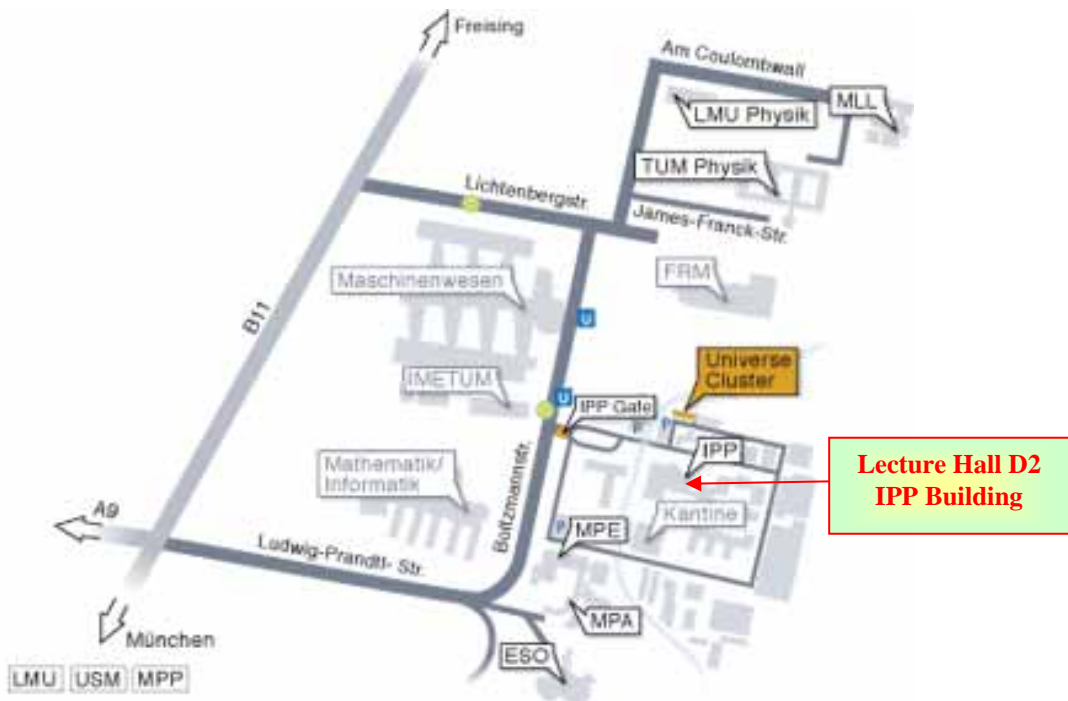 Freising
Am Coulombwall
MLL
LMU Physik
TUM Physik
Lichtenbergstr.
James-Franck-Str.
Maschinenwesen
FRM
B11
U
Universe
Cluster
IMETUM
U
IPP Gate
P
P
IPP
Lecture Hall D2
IPP Building
Mathematik/
Informatik
Boltzmannstr.
Kantine
A9
P
MPE
Ludwig-Prandtl- Str.
MPA
München
ESO
LMU USM MPP